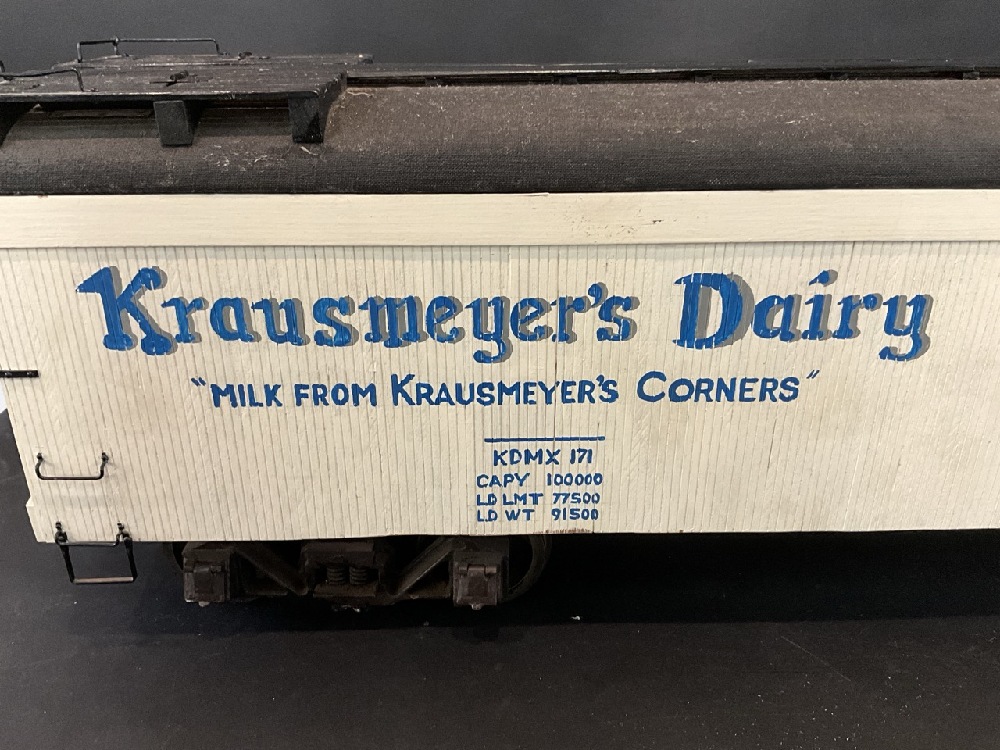 Krausmeyer's Dairy
"MILK FROM KRAUSMEYER'S CORNERS"
KDMX 171
CAPY 100000
LD LMT 77500
LD WT 91500